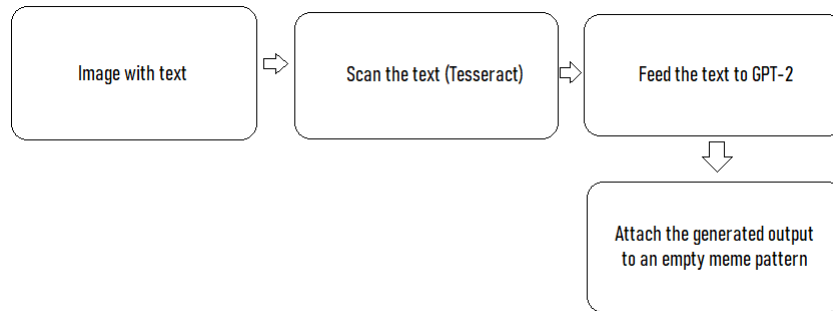 Image with text
Scan the text (Tesseract)
Feed the text to GPT-2
Attach the generated output
to an empty meme pattern